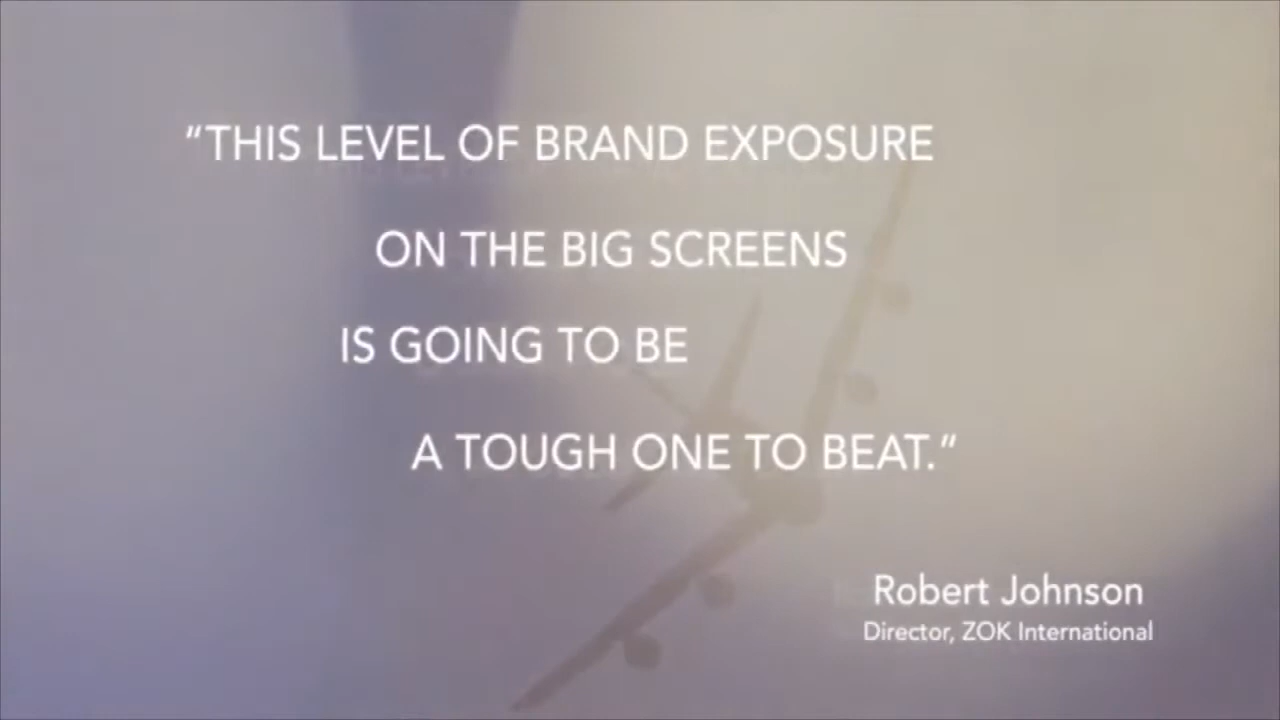 “THIS LEVEL OF BRAND EXPOSURE
ON THE BIG SCREENS
IS GOING TO BE
A TOUGH ONE TO BEAT.”
Robert Johnson
Director, ZOK International